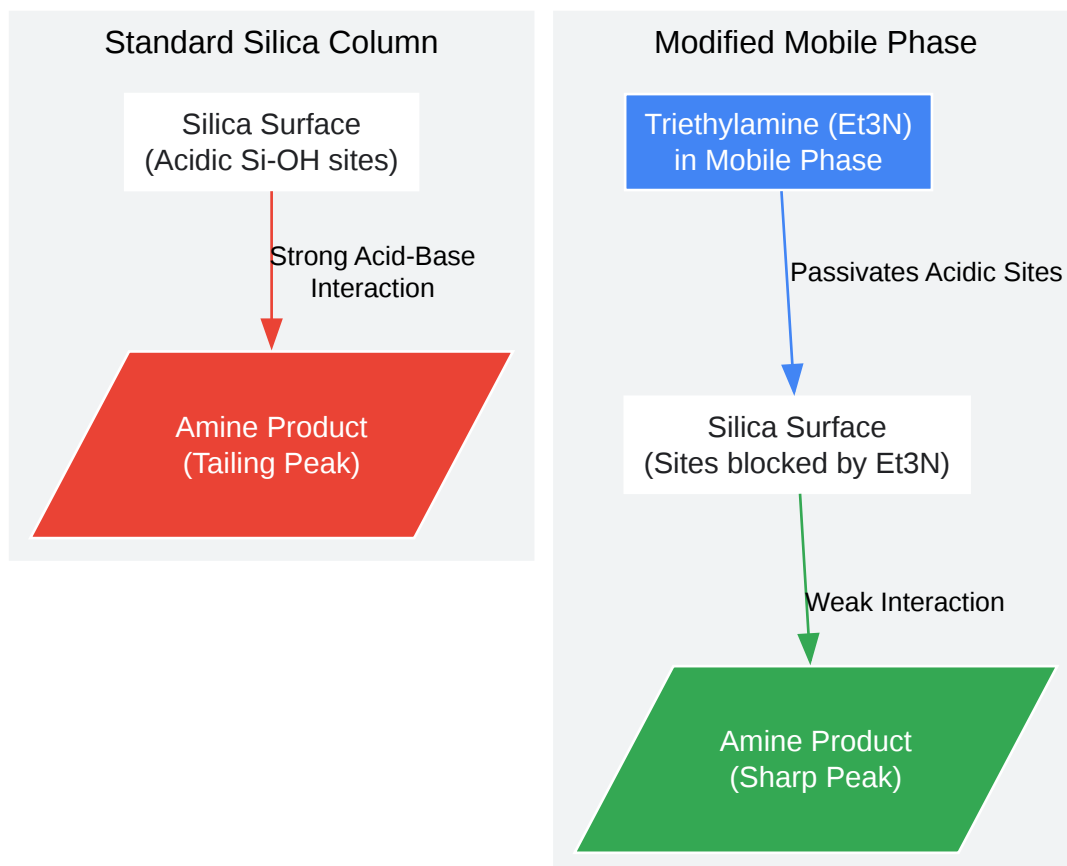 Standard Silica Column
Silica Surface
(Acidic Si-OH sites)
Strong Acid-Base
Interaction
Amine Product
(Tailing Peak)
Modified Mobile Phase
Triethylamine (Et3N)
in Mobile Phase
Passivates Acidic Sites
Silica Surface
(Sites blocked by Et3N)
Weak Interaction
Amine Product
(Sharp Peak)